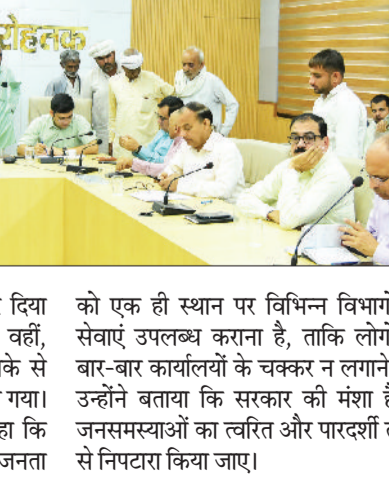 रोहतक
दिया
वहीं,
के से
गया।
कि
जनता
को एक ही स्थान पर विभिन्न
सेवाएं उपलब्ध कराना है, ताकि
बार-बार कार्यालयों के चक्कर न
उन्होंने बताया कि सरकार की मंशा
जनसमस्याओं का त्वरित और पारदर्शी
से निपटारा किया जाए।